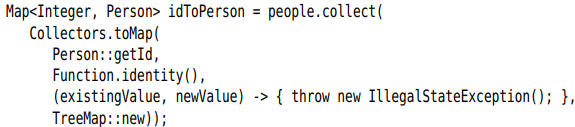 Map<Integer, Person> idToPerson = people.collect(
Collectors.toMap(
Person::getId,
Function.identity(),
(existingValue, newValue) -> { throw new IllegalStateException(); },
TreeMap::new));